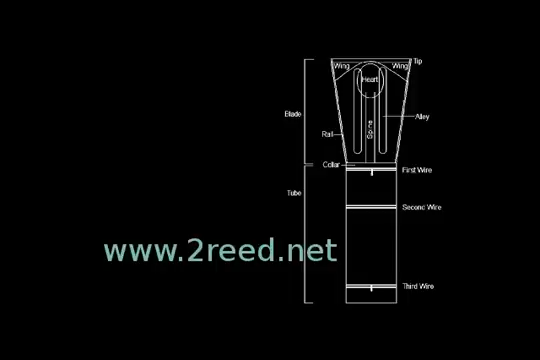 Tip
Wing
Wing
Heart
Blade
Alley
Spine
Rail
Collar
First Wire
Tube
Second Wire
www.2reed.net
Third Wire